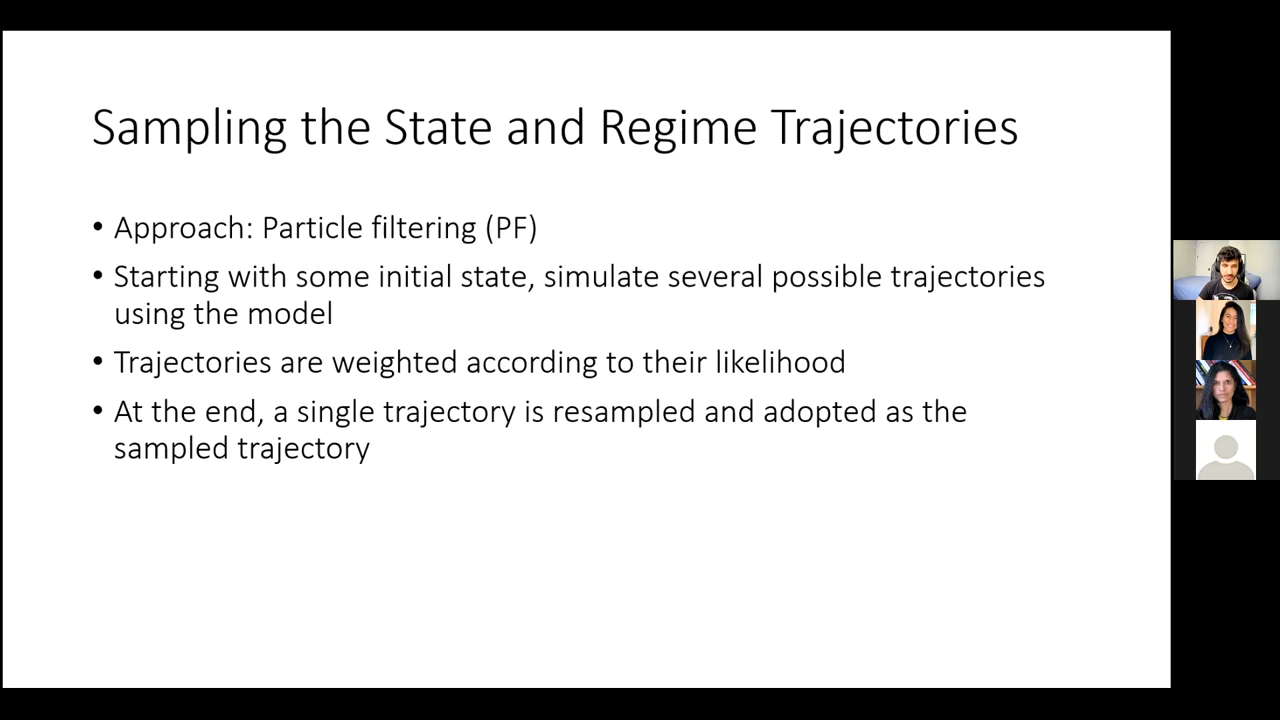 Sampling the State and Regime Trajectories
• Approach: Particle filtering (PF)
• Starting with some initial state, simulate several possible trajectories
using the model
• Trajectories are weighted according to their likelihood
• At the end, a single trajectory is resampled and adopted as the
sampled trajectory